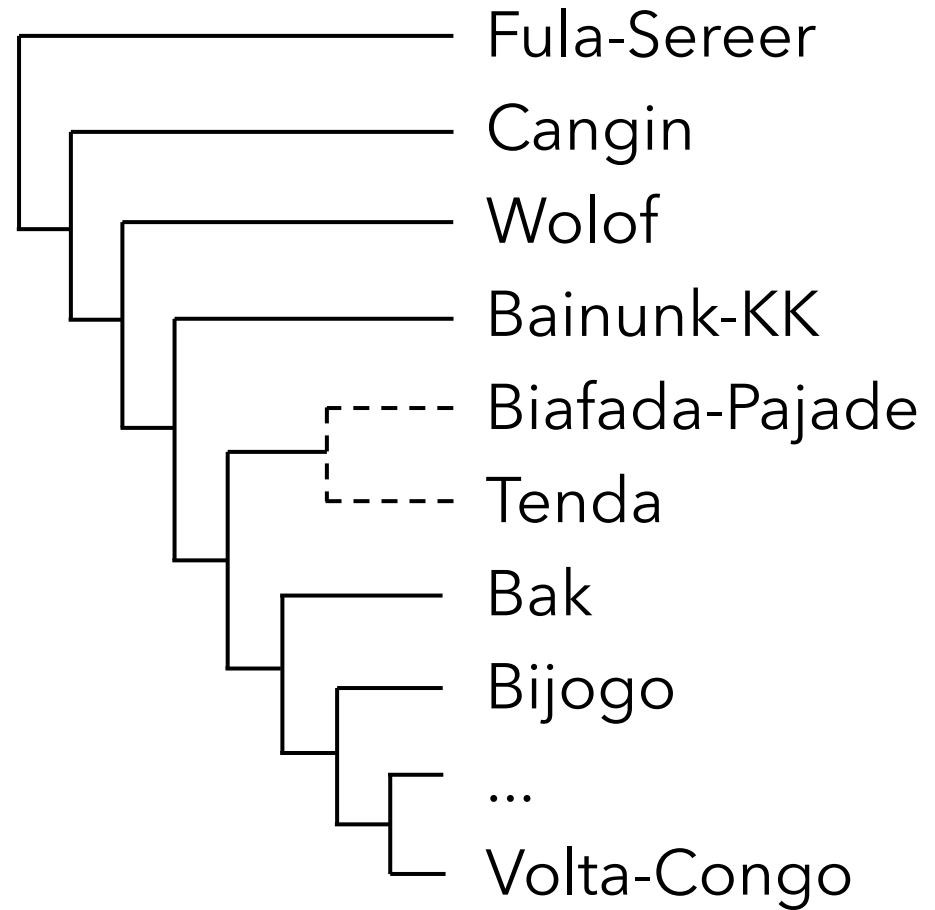 Fula-Sereer
Cangin
Wolof
Bainunk-KK
Biafada-Pajade
Tenda
Bak
Bijogo
...
Volta-Congo